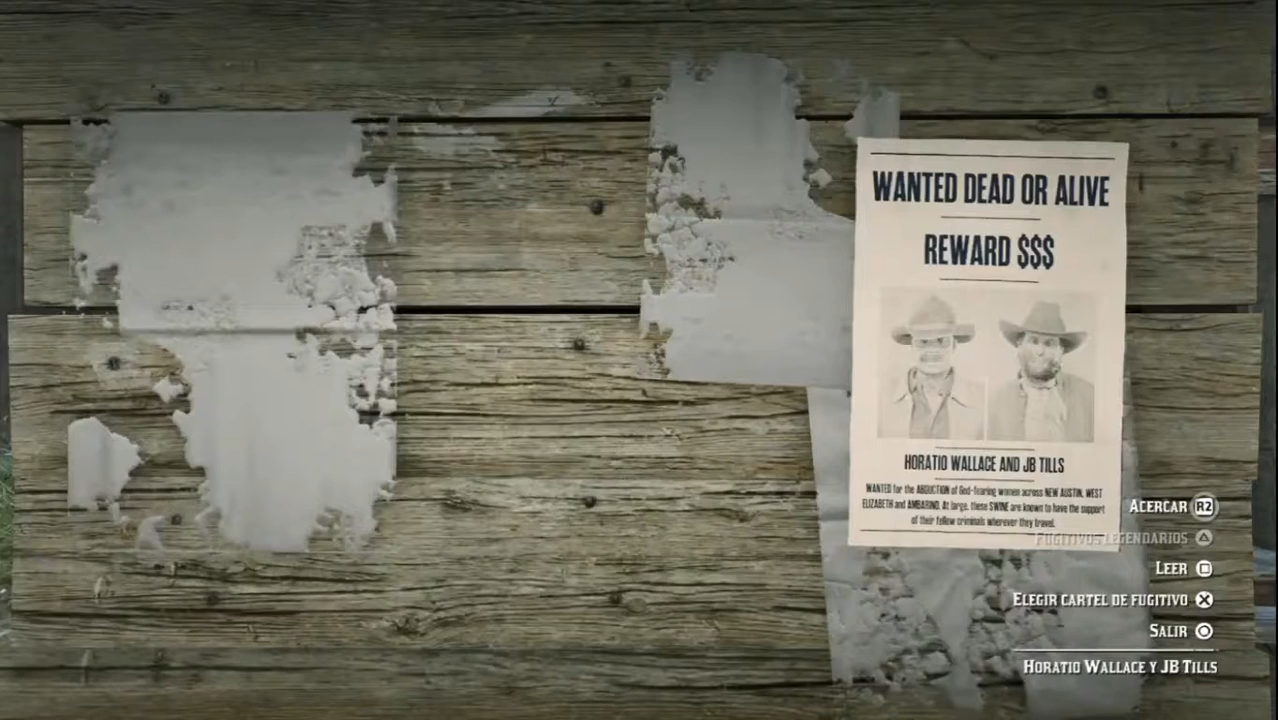 WANTED DEAD OR ALIVE
REWARD $$$
HORATIO WALLACE AND JB TILLS
WANTED for the ABDUCTION of God-fearing women across NEW AUSTIN, WEST
ELIZABETH and AMBARINO. At large, these SWINE are known to have the support
of their fellow criminals wherever they travel.
ACERCAR R2
FUGITIVOS LEGENDARIOS
LEER
ELEGIR CARTEL DE FUGITIVO
SALIR
HORATIO WALLACE Y JB TILLS